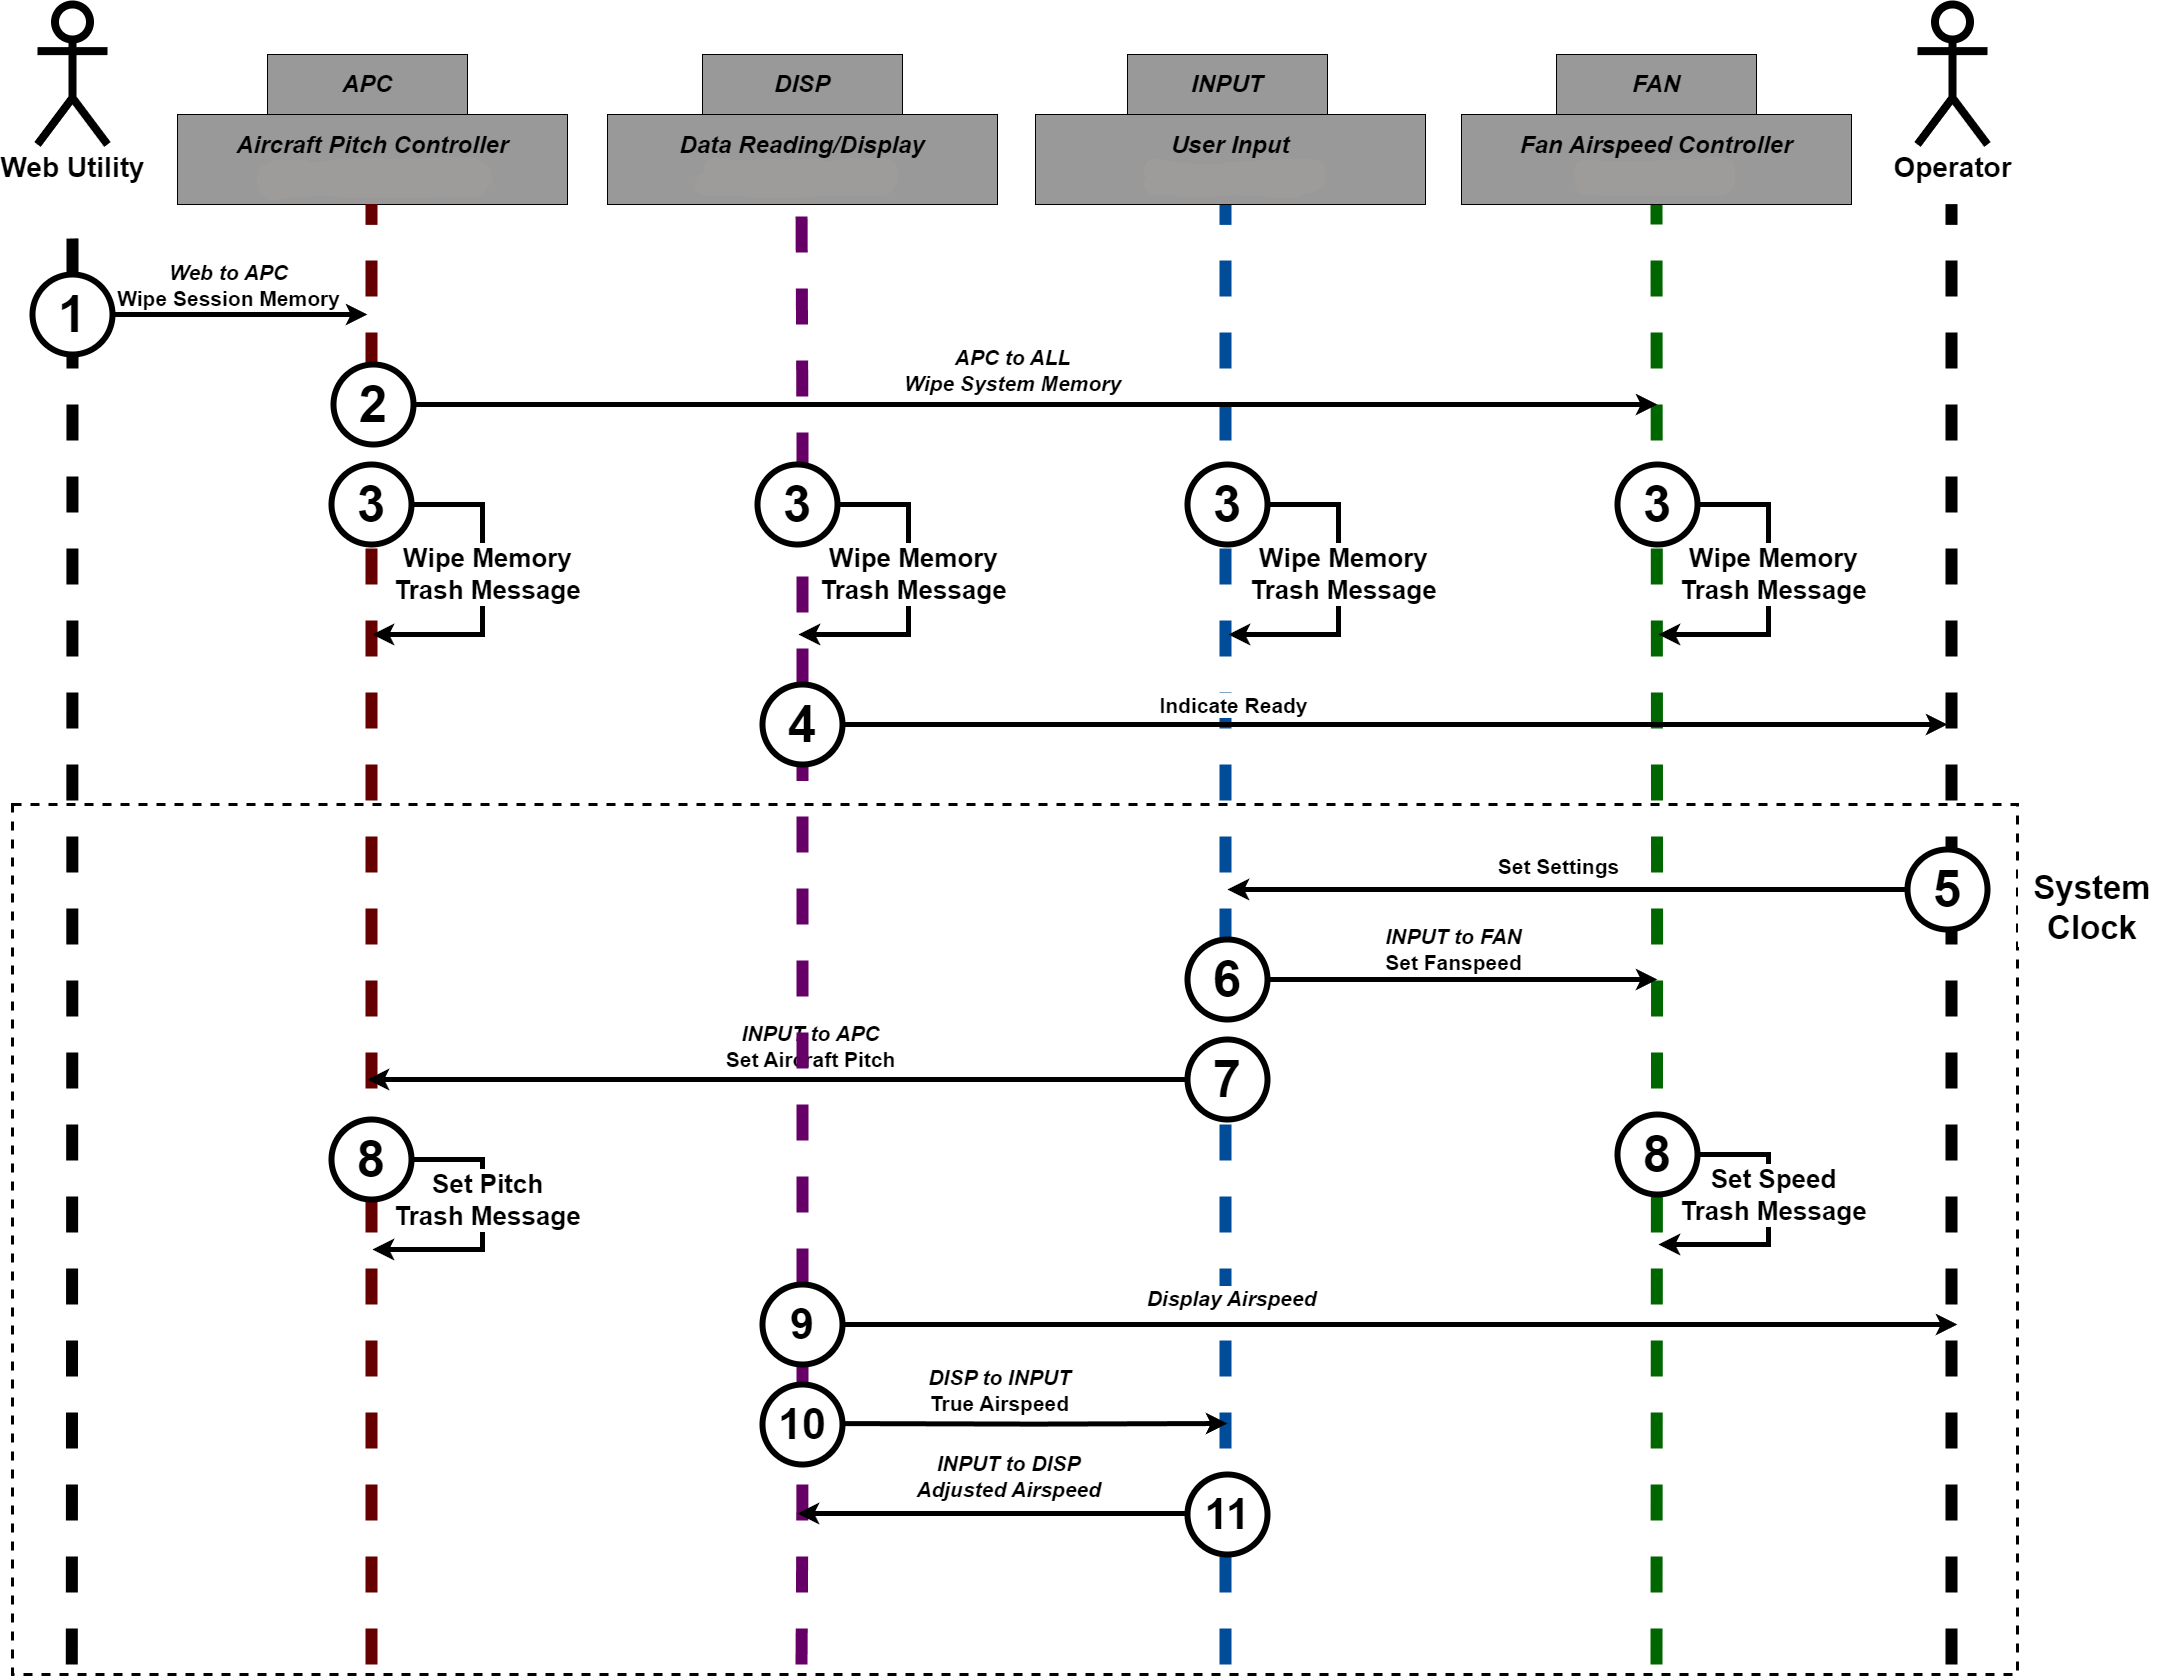 APC
DISP
INPUT
FAN
Aircraft Pitch Controller
Data Reading/Display
User Input
Fan Airspeed Controller
Web Utility
Operator
Web to APC
Wipe Session Memory
1
APC to ALL
Wipe System Memory
2
3
3
3
3
Wipe Memory
Trash Message
Wipe Memory
Trash Message
Wipe Memory
Trash Message
Wipe Memory
Trash Message
Indicate Ready
4
Set Settings
5
System
Clock
INPUT to FAN
Set Fanspeed
6
INPUT to APC
Set Aircraft Pitch
7
8
Set Pitch
Trash Message
8
Set Speed
Trash Message
Display Airspeed
9
DISP to INPUT
True Airspeed
10
INPUT to DISP
Adjusted Airspeed
11